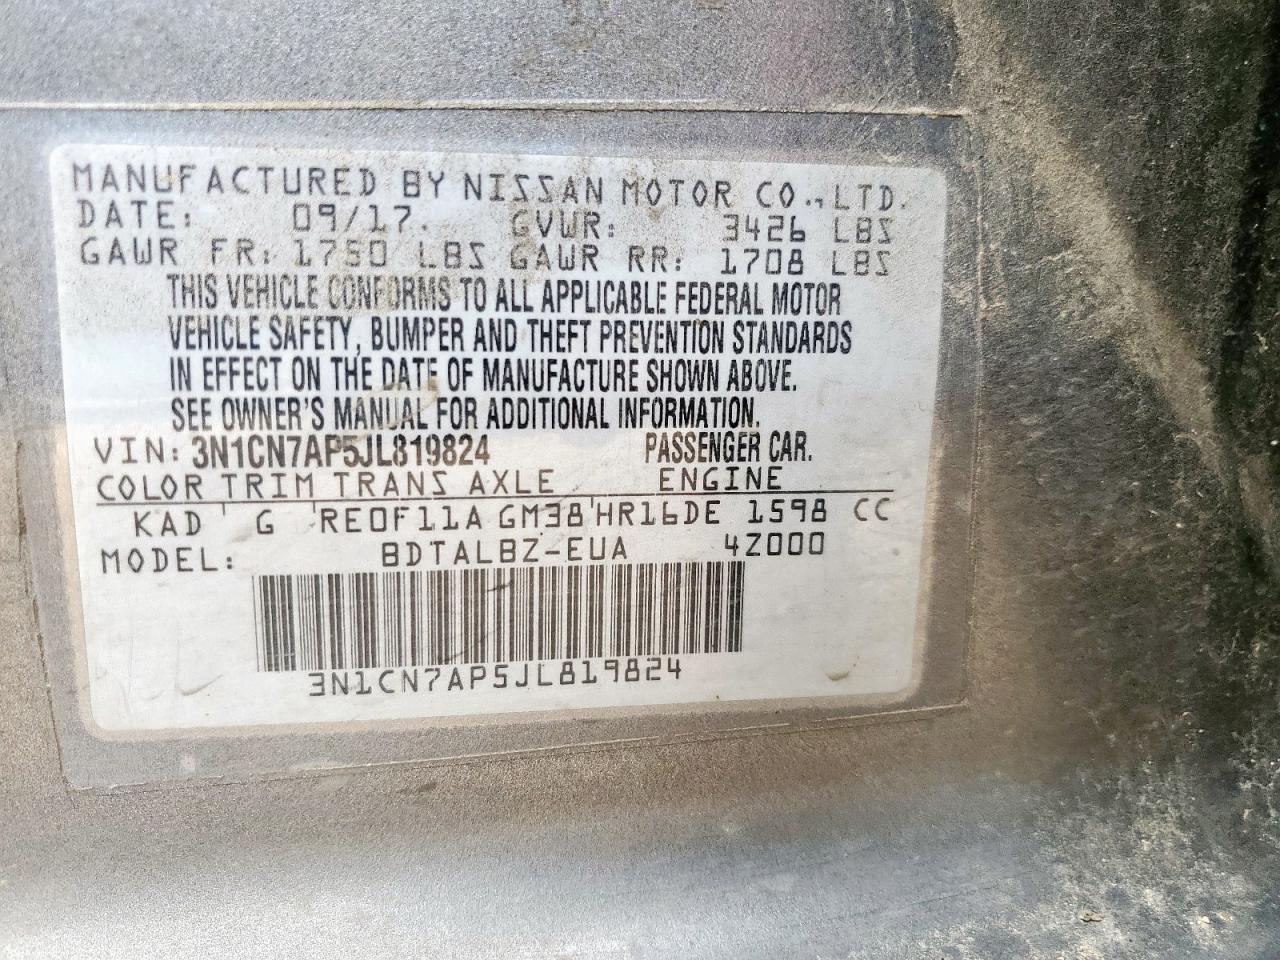 MANUFACTURED BY NISSAN MOTOR CO., LTD.
DATE: 09/17. GVWR: 3426 LBS
GAWR FR: 1750 LBS GAWR RR: 1708 LBS
THIS VEHICLE CONFORMS TO ALL APPLICABLE FEDERAL MOTOR
VEHICLE SAFETY, BUMPER AND THEFT PREVENTION STANDARDS
IN EFFECT ON THE DATE OF MANUFACTURE SHOWN ABOVE.
SEE OWNER'S MANUAL FOR ADDITIONAL INFORMATION.
VIN: 3N1CN7AP5JL819824 PASSENGER CAR.
COLOR TRIM TRANS AXLE ENGINE
KAD ' G ' RE0F11A GM38 ' HR16DE 1598 CC
MODEL: BDTALBZ-EUA 4Z000
3N1CN7AP5JL819824